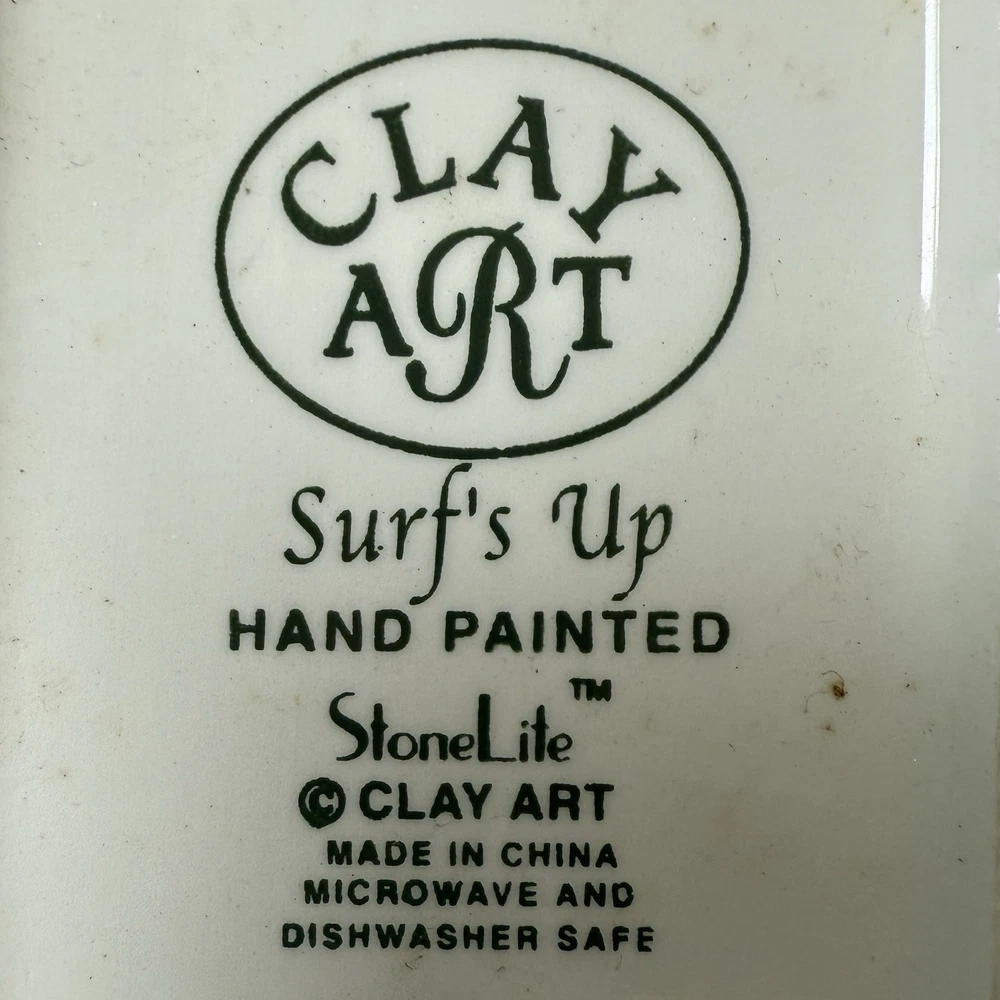 CLAY
ART
Surf's Up
HAND PAINTED
StoneLite™
© CLAY ART
MADE IN CHINA
MICROWAVE AND
DISHWASHER SAFE